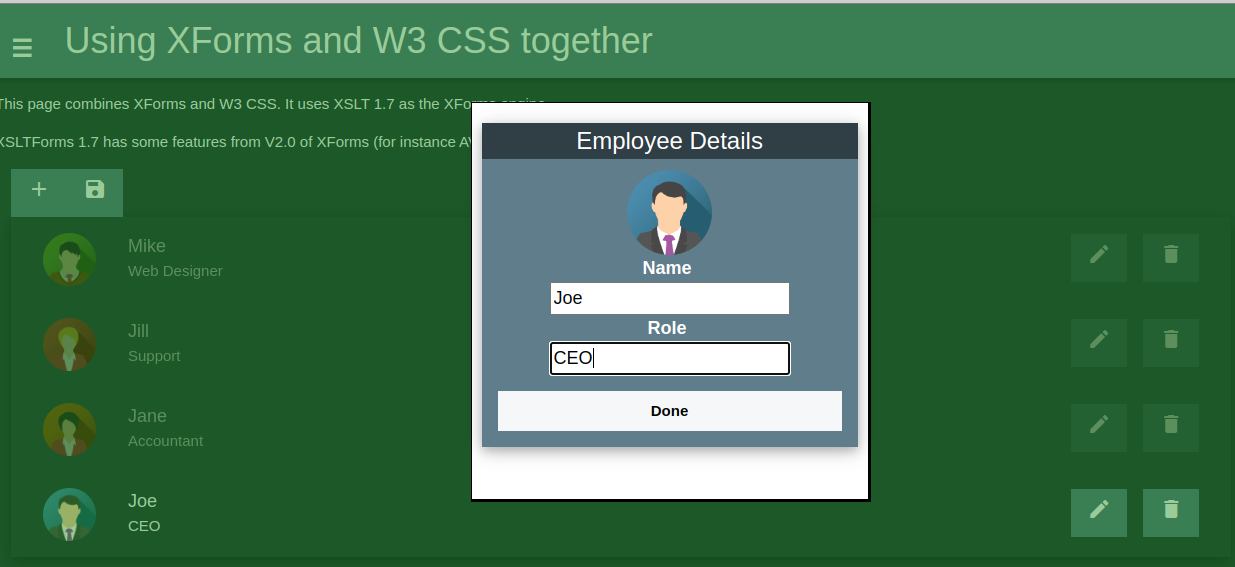 Using XForms and W3 CSS together
This page combines XForms and W3 CSS. It uses XSLT 1.7 as the XForms engine
XSLTForms 1.7 has some features from V2.0 of XForms (for instance
Employee Details
Name
Joe
Role
CEO
Done
Mike
Web Designer
Jill
Support
Jane
Accountant
Joe
CEO